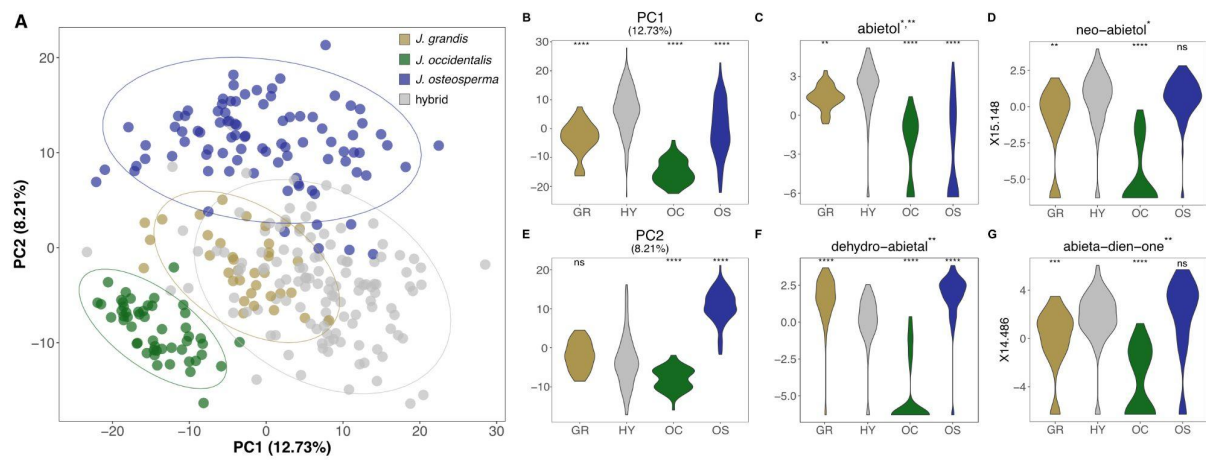 A
20
10
0
−10
−20
−10
0
10
20
30
PC2 (8.21%)
PC1 (12.73%)
J. grandis
J. occidentalis
J. osteosperma
hybrid
B
PC1
(12.73%)
**** **** ****
30
20
10
0
−10
−20
GR HY OC OS
C
abietol*,**
** **** ****
3
0
−3
−6
GR HY OC OS
D
neo−abietol*
** **** ns
X15.148
2.5
0.0
−2.5
−5.0
GR HY OC OS
E
PC2
(8.21%)
ns **** ****
20
10
0
−10
GR HY OC OS
F
dehydro−abietal**
**** **** ****
2.5
0.0
−2.5
−5.0
GR HY OC OS
G
abieta−dien−one**
*** **** ns
X14.486
4
0
−4
GR HY OC OS